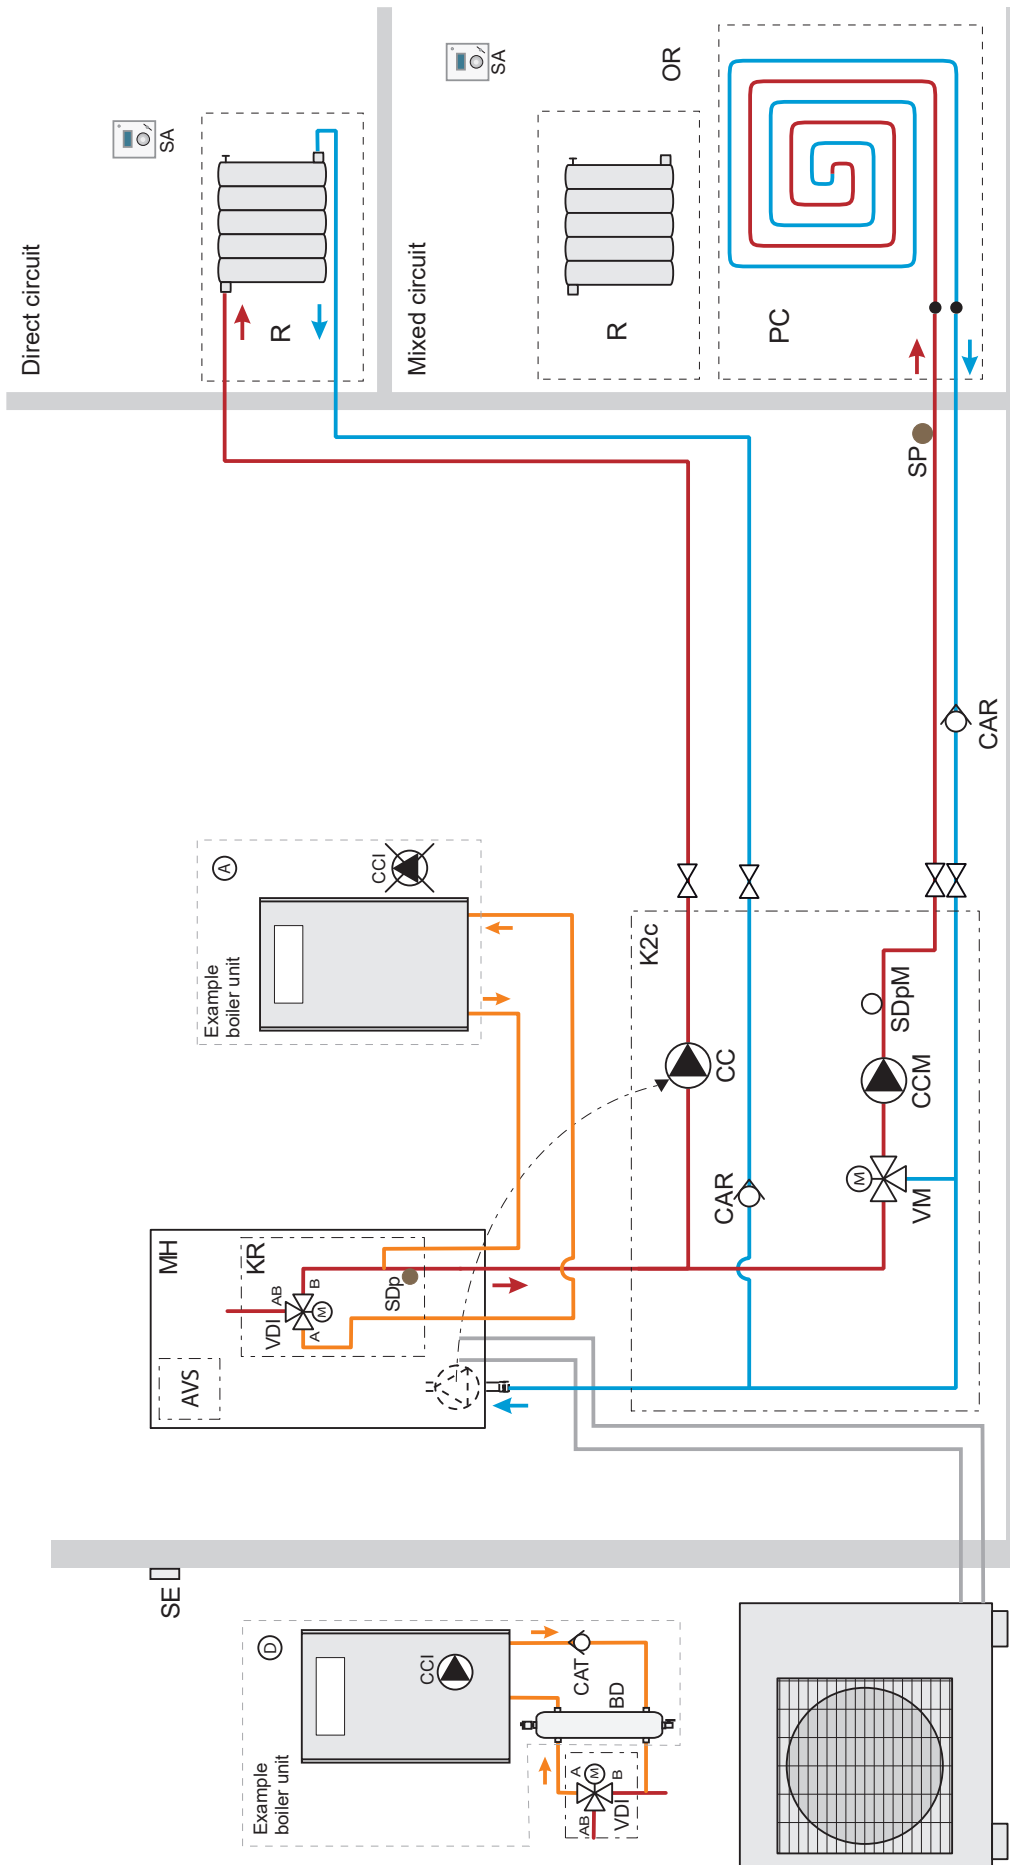 Direct circuit
SA
R
Mixed circuit
SA
R
OR
PC
SP
CAR
A
CCI
Example
boiler unit
K2c
CC
SDpM
CCM
CAR
M
VM
MH
KR
AB
B
VDI
M
A
SDp
AVS
SE
D
CCI
CAT
BD
Example
boiler unit
A
M
B
AB
VDI